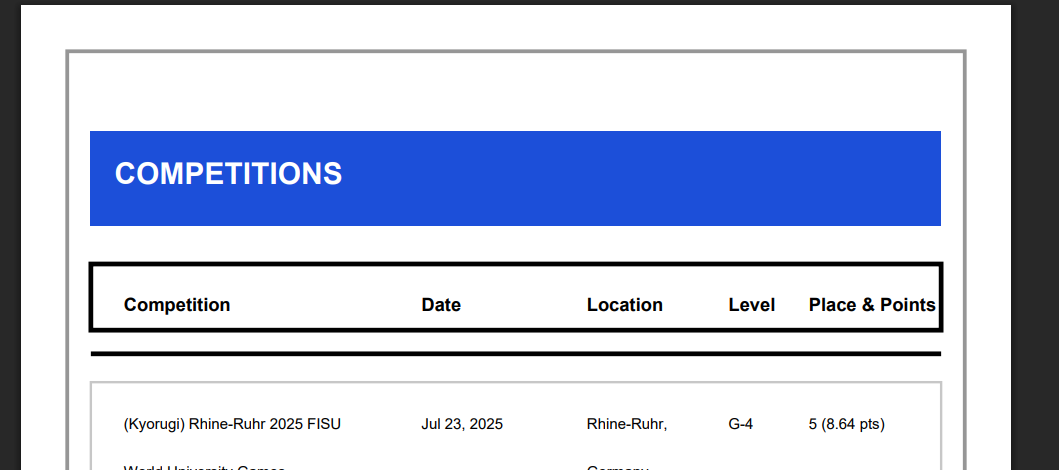 COMPETITIONS
Competition Date Location Level Place & Points
(Kyorugi) Rhine-Ruhr 2025 FISU Jul 23, 2025 Rhine-Ruhr, G-4 5 (8.64 pts)
World University Games Germany